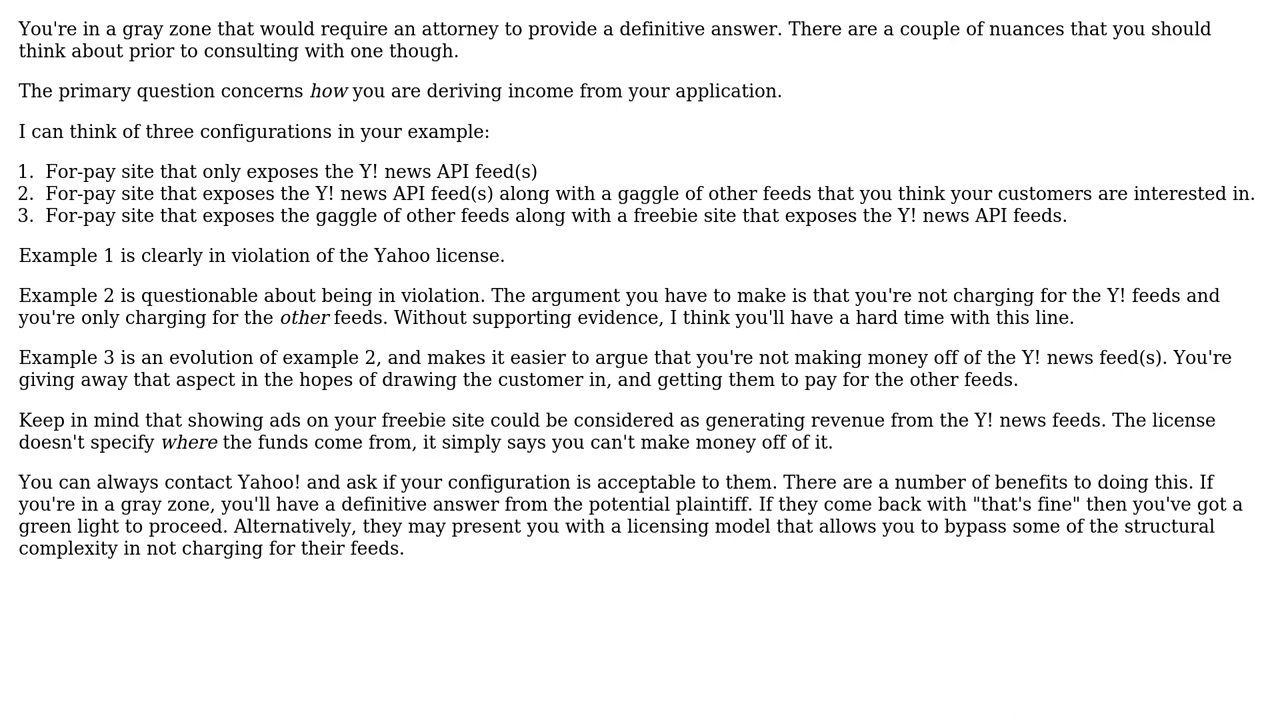 You're in a gray zone that would require an attorney to provide a definitive answer. There are a couple of nuances that you should
think about prior to consulting with one though.
The primary question concerns how you are deriving income from your application.
I can think of three configurations in your example:
1. For-pay site that only exposes the Y! news API feed(s)
2. For-pay site that exposes the Y! news API feed(s) along with a gaggle of other feeds that you think your customers are interested in.
3. For-pay site that exposes the gaggle of other feeds along with a freebie site that exposes the Y! news API feeds.
Example 1 is clearly in violation of the Yahoo license.
Example 2 is questionable about being in violation. The argument you have to make is that you're not charging for the Y! feeds and
you're only charging for the other feeds. Without supporting evidence, I think you'll have a hard time with this line.
Example 3 is an evolution of example 2, and makes it easier to argue that you're not making money off of the Y! news feed(s). You're
giving away that aspect in the hopes of drawing the customer in, and getting them to pay for the other feeds.
Keep in mind that showing ads on your freebie site could be considered as generating revenue from the Y! news feeds. The license
doesn't specify where the funds come from, it simply says you can't make money off of it.
You can always contact Yahoo! and ask if your configuration is acceptable to them. There are a number of benefits to doing this. If
you're in a gray zone, you'll have a definitive answer from the potential plaintiff. If they come back with "that's fine" then you've got a
green light to proceed. Alternatively, they may present you with a licensing model that allows you to bypass some of the structural
complexity in not charging for their feeds.